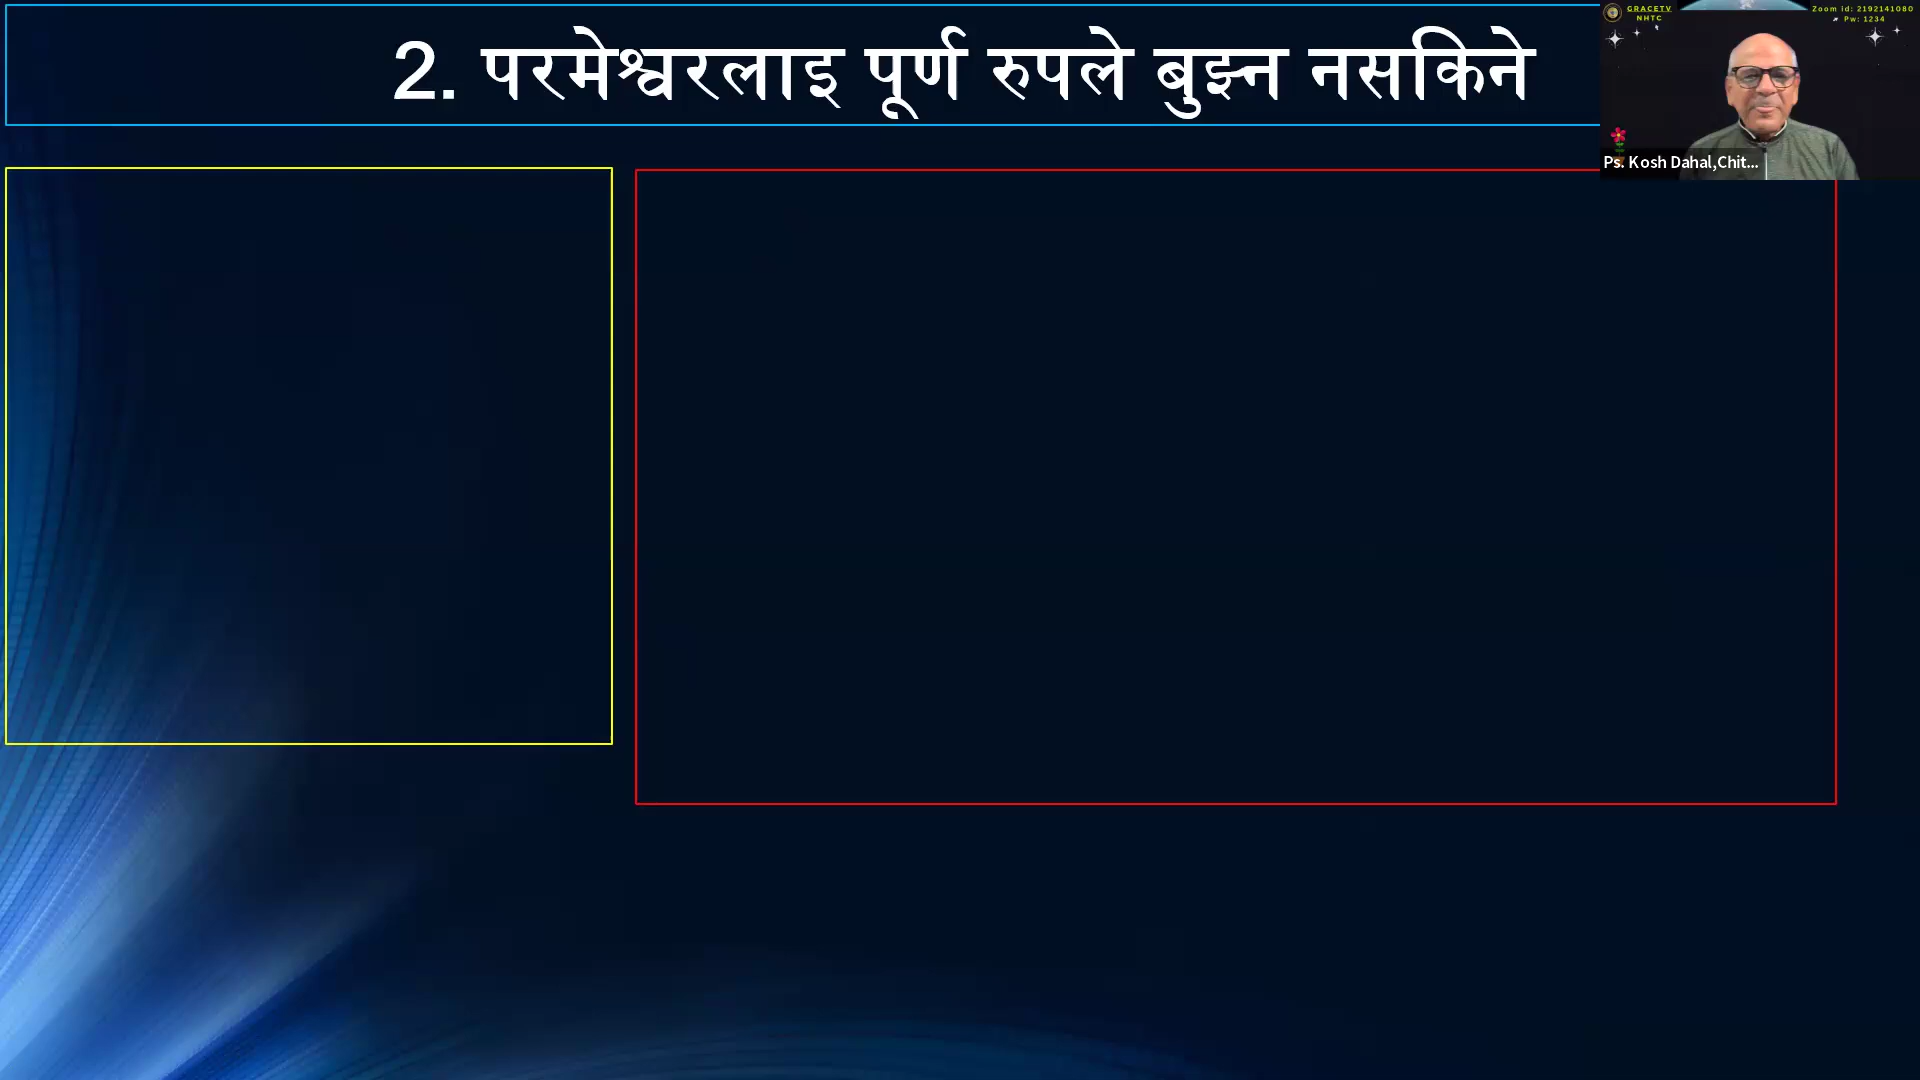 2. परमेश्वरलाइ पूर्ण रुपले बुझ्न नसकिने
GRACETV
NHTC
Zoom id: 2192141080
Pw: 1234
Ps. Kosh Dahal,Chit...